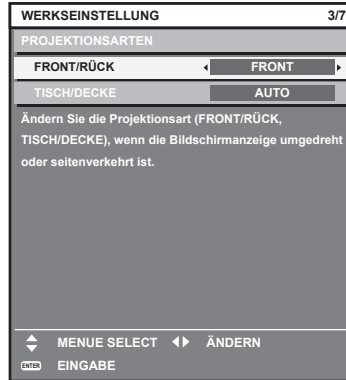 WERKSEINSTELLUNG 3/7
PROJEKTIONSARTEN
FRONT/RÜCK FRONT
TISCH/DECKE AUTO
Ändern Sie die Projektionsart (FRONT/RÜCK,
TISCH/DECKE), wenn die Bildschirmanzeige umgedreht
oder seitenverkehrt ist.
MENUE SELECT ÄNDERN
ENTER EINGABE